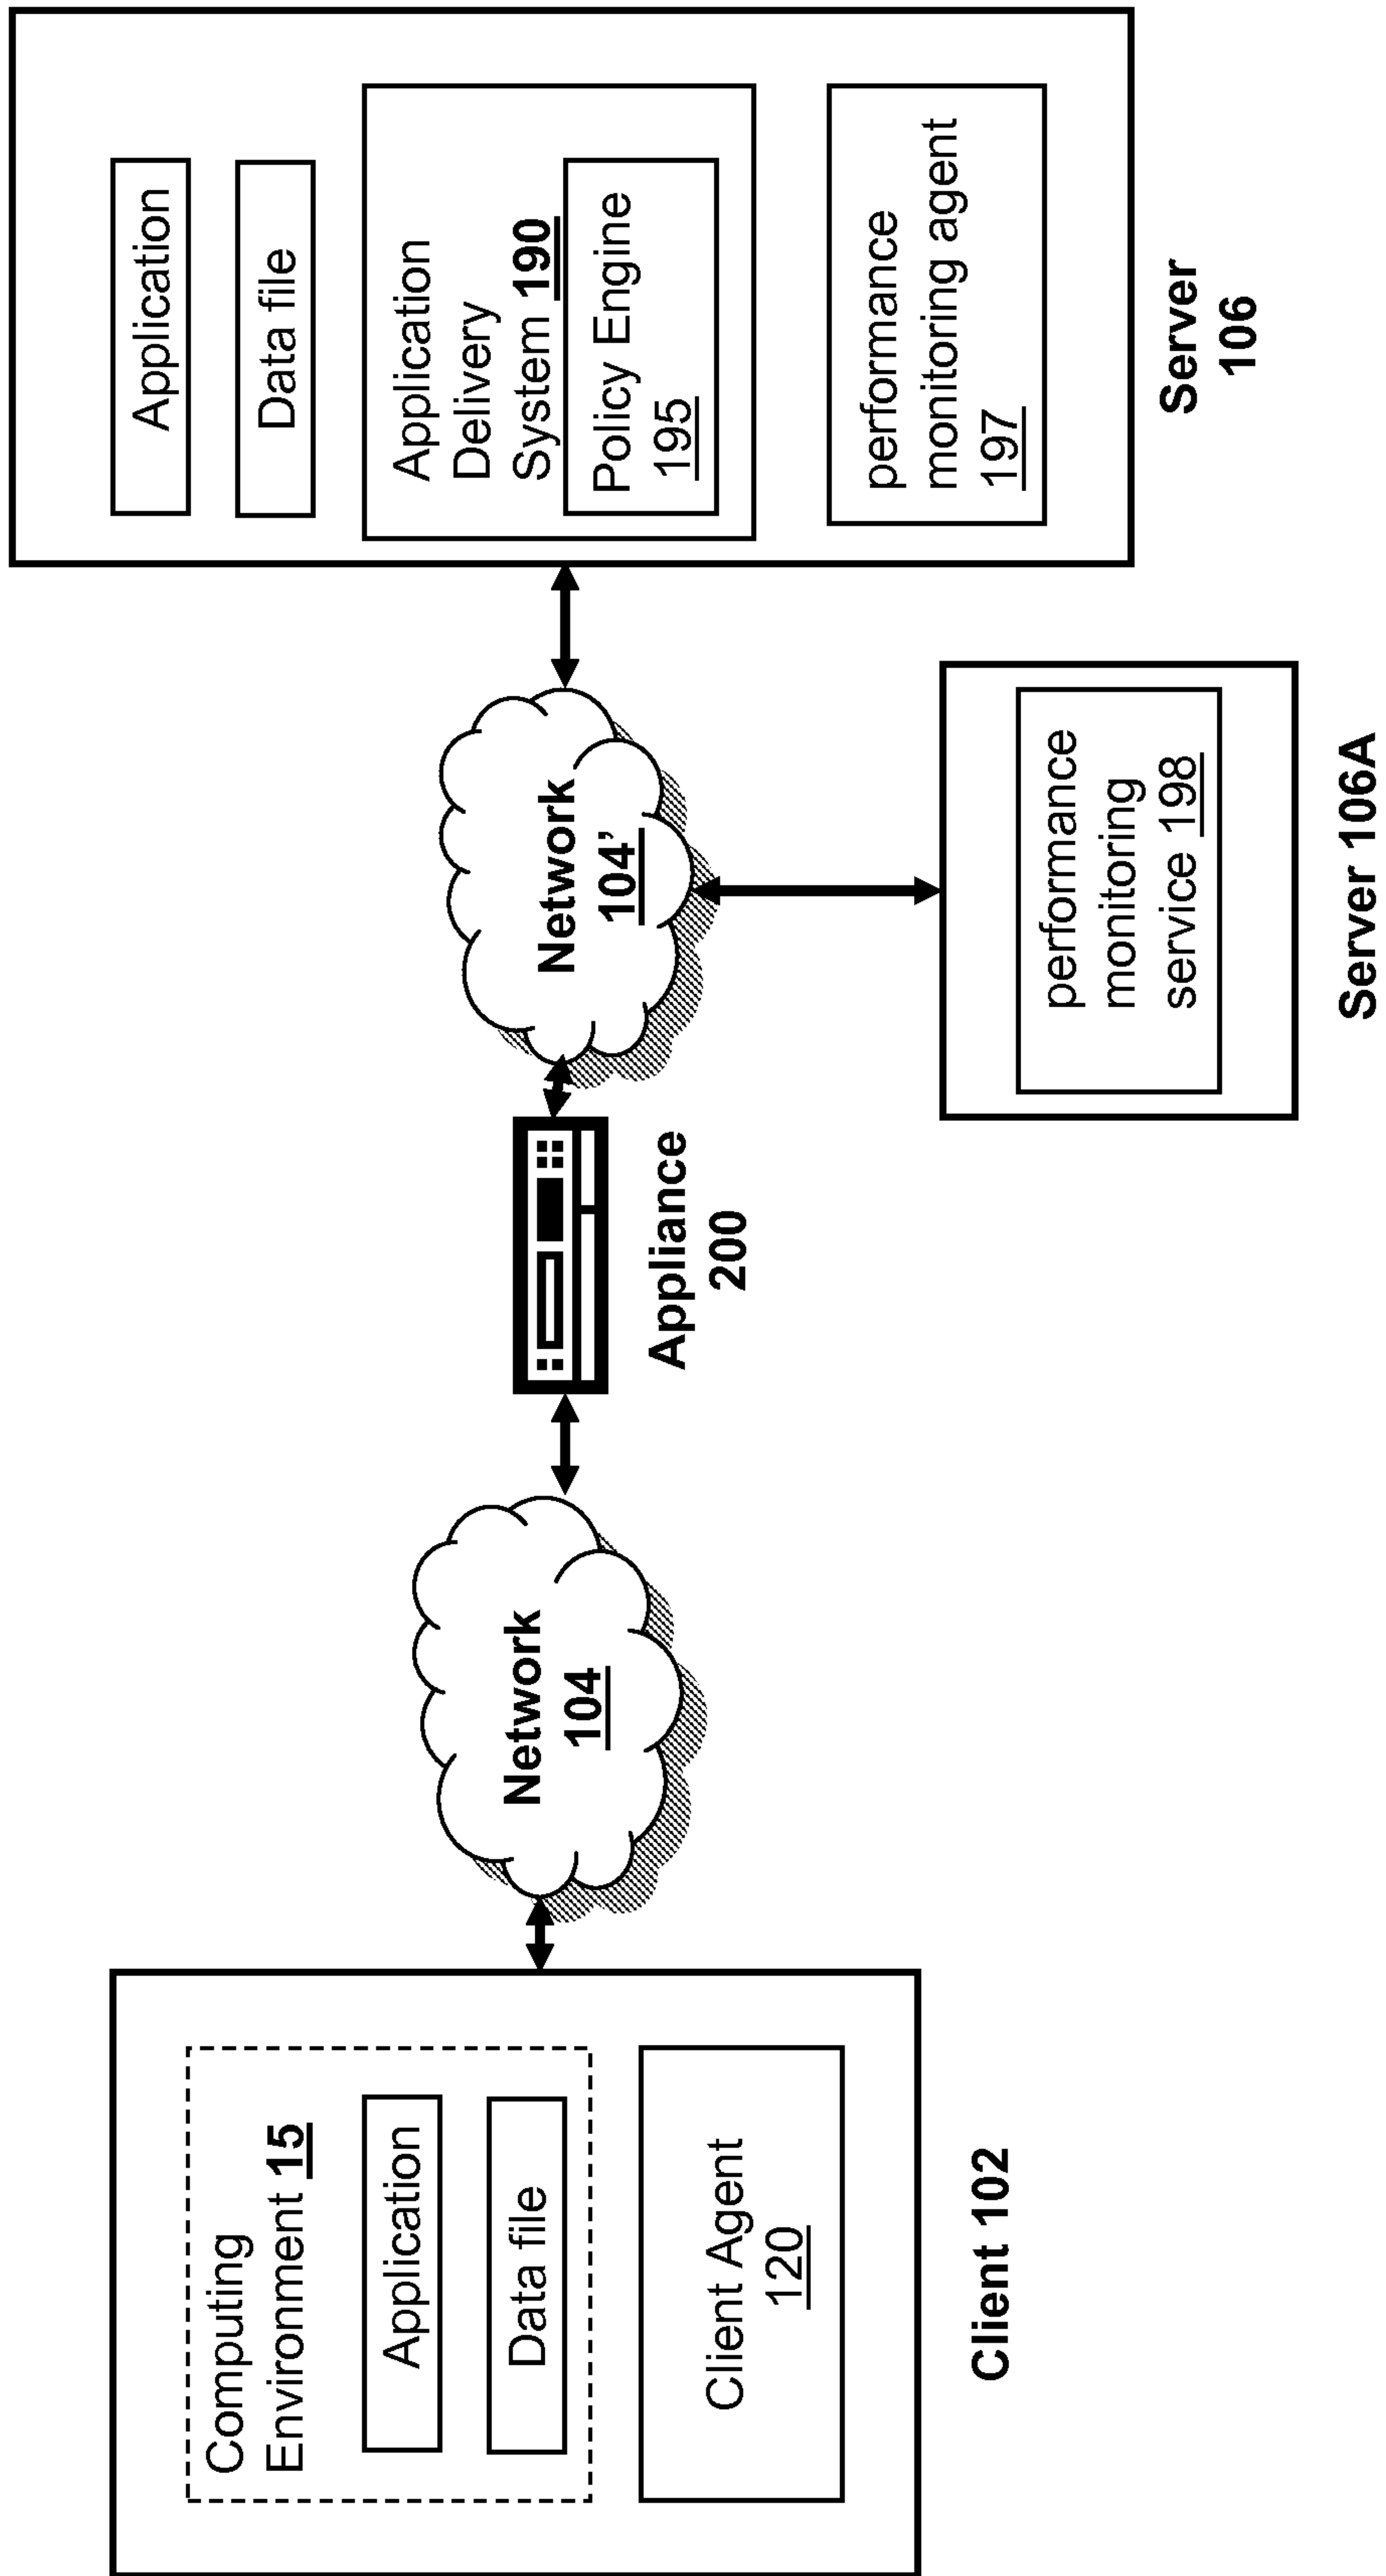 Computing
Environment 15
Application
Data file
Client Agent
120
Client 102
Network
104
Appliance
200
Network
104’
performance
monitoring
service 198
Server 106A
Application
Data file
Application
Delivery
System 190
Policy Engine
195
performance
monitoring agent
197
Server
106